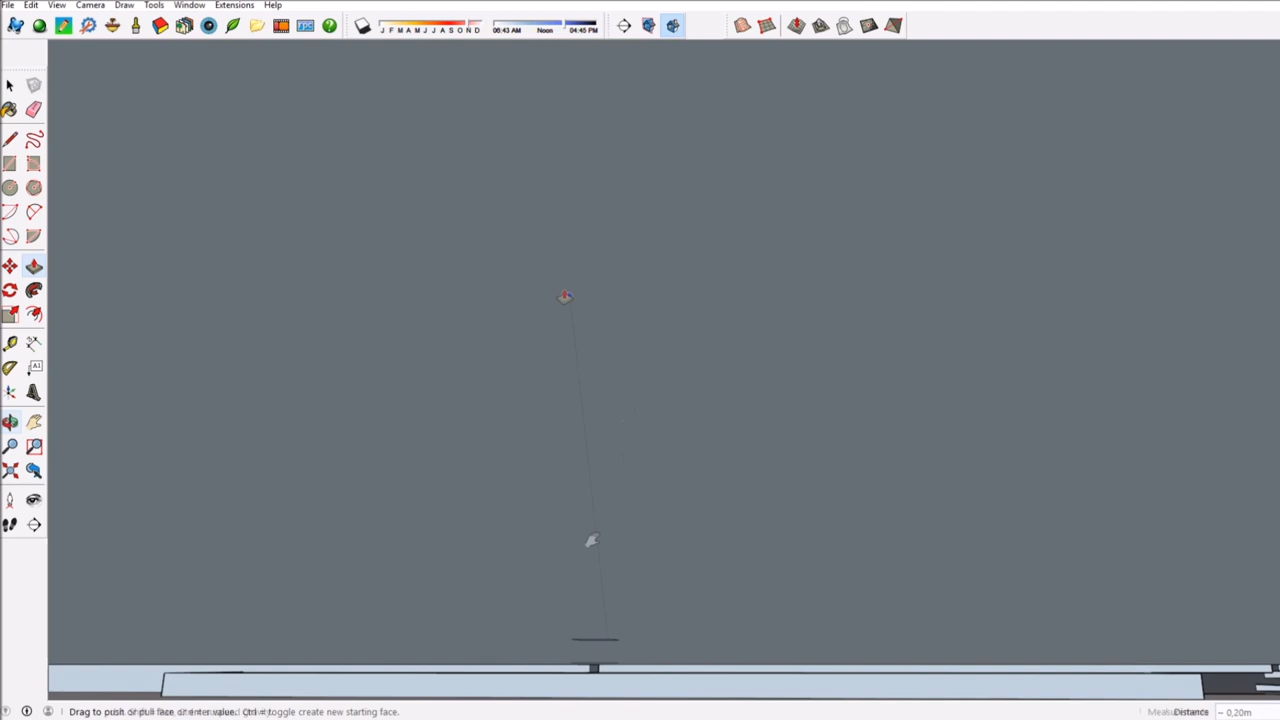 File Edit View Camera Draw Tools Window Extensions Help
J F M A M J J A S O N D 06:43 AM Noon 04:45 PM
A1
Drag to push or pull face or enter value. Ctrl = toggle create new starting face.
Distance ~ 0,20m